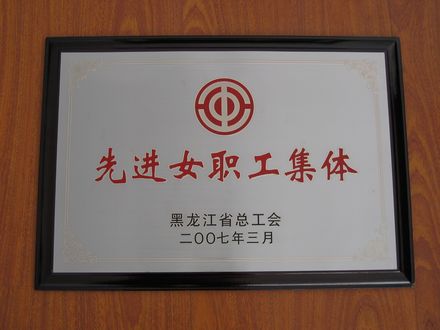 先进女职工集体
黑龙江省总工会
二〇〇七年三月